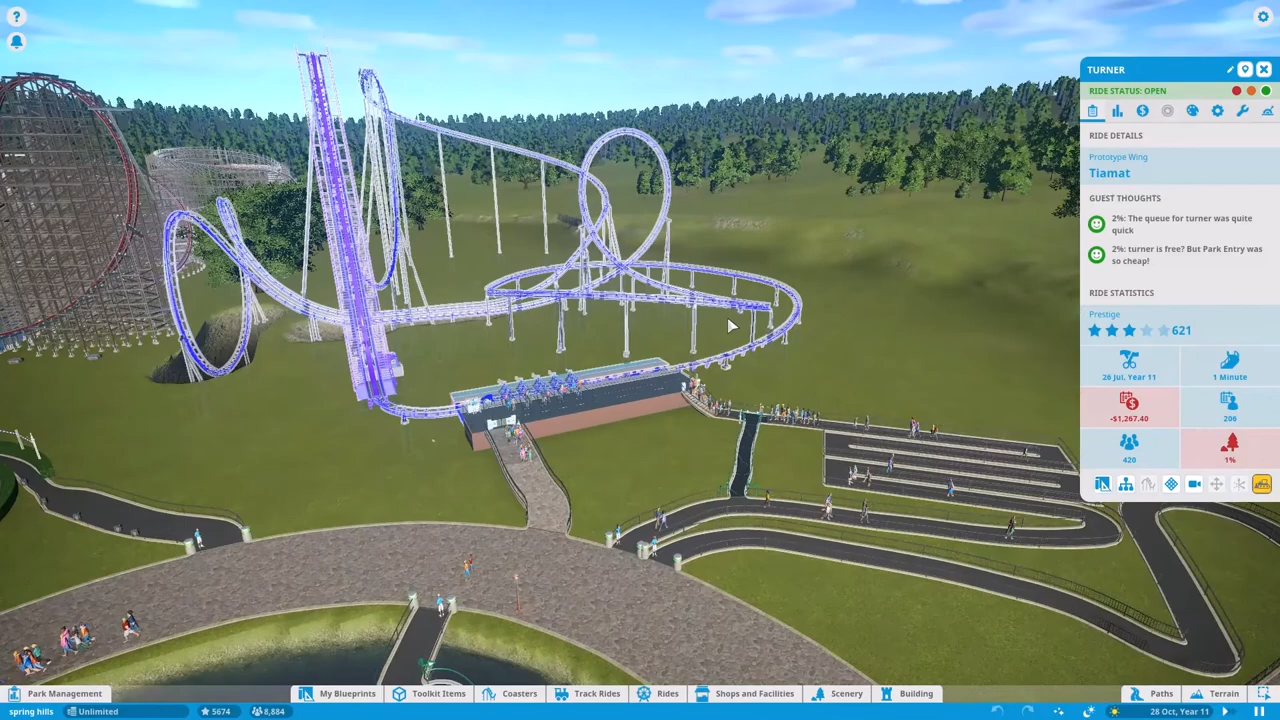 TURNER
RIDE STATUS: OPEN
RIDE DETAILS
Prototype Wing
Tiamat
GUEST THOUGHTS
2%: The queue for turner was quite
quick
2%: turner is free? But Park Entry was
so cheap!
RIDE STATISTICS
Prestige
621
26 Jul, Year 11
1 Minute
-$1,267.40
206
420
1%
Park Management
My Blueprints
Toolkit Items
Coasters
Track Rides
Rides
Shops and Facilities
Scenery
Building
Paths
Terrain
spring hills
Unlimited
5674
8,884
28 Oct, Year 11